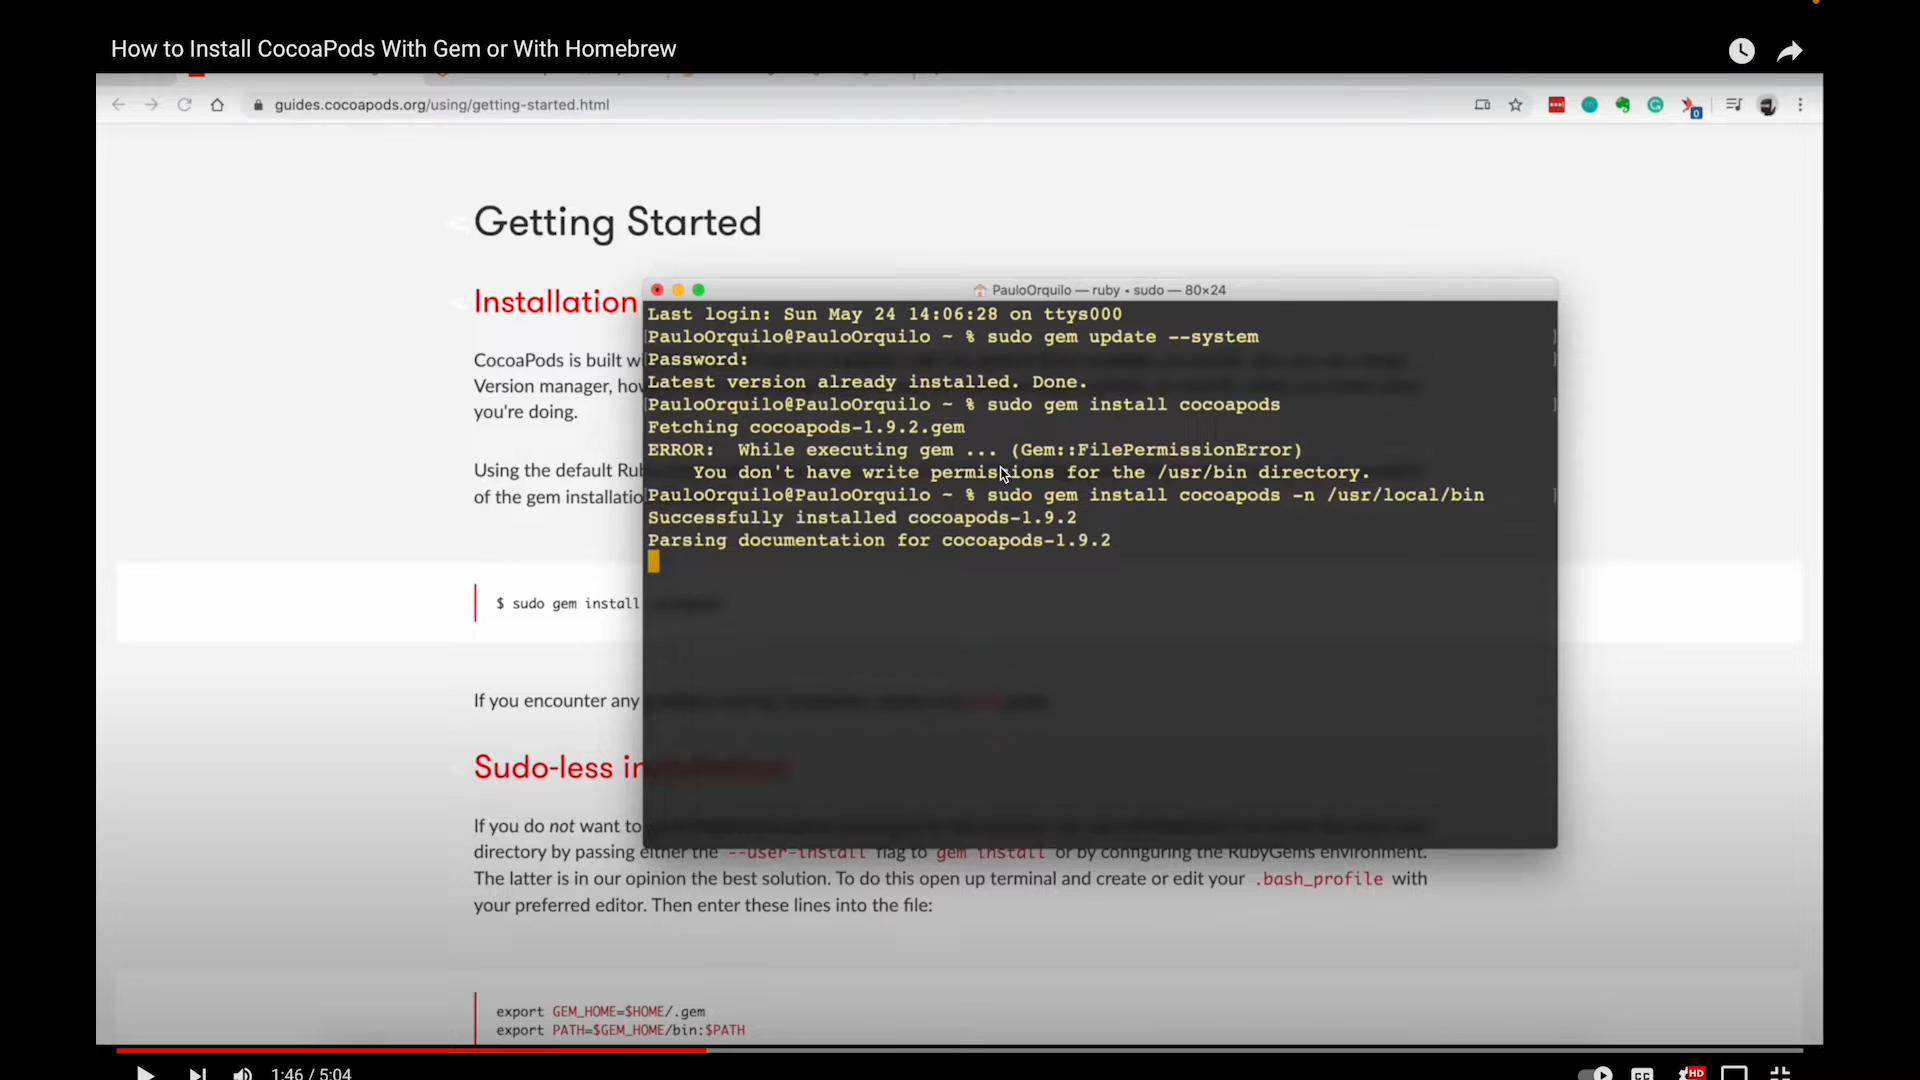 How to Install CocoaPods With Gem or With Homebrew
guides.cocoapods.org/using/getting-started.html
0
Getting Started
Installation
CocoaPods is built wi
Version manager, how
you're doing.
Using the default Rub
of the gem installatio
$ sudo gem install
If you encounter any
Sudo-less in
If you do not want to
directory by passing either the --user-install flag to gem install or by configuring the RubyGems environment.
The latter is in our opinion the best solution. To do this open up terminal and create or edit your .bash_profile with
your preferred editor. Then enter these lines into the file:
export GEM_HOME=$HOME/.gem
export PATH=$GEM_HOME/bin:$PATH
PauloOrquilo — ruby • sudo — 80×24
Last login: Sun May 24 14:06:28 on ttys000
PauloOrquilo@PauloOrquilo ~ % sudo gem update --system
Password:
Latest version already installed. Done.
PauloOrquilo@PauloOrquilo ~ % sudo gem install cocoapods
Fetching cocoapods-1.9.2.gem
ERROR:  While executing gem ... (Gem::FilePermissionError)
    You don't have write permissions for the /usr/bin directory.
PauloOrquilo@PauloOrquilo ~ % sudo gem install cocoapods -n /usr/local/bin
Successfully installed cocoapods-1.9.2
Parsing documentation for cocoapods-1.9.2
1:46 / 5:04
CC
HD